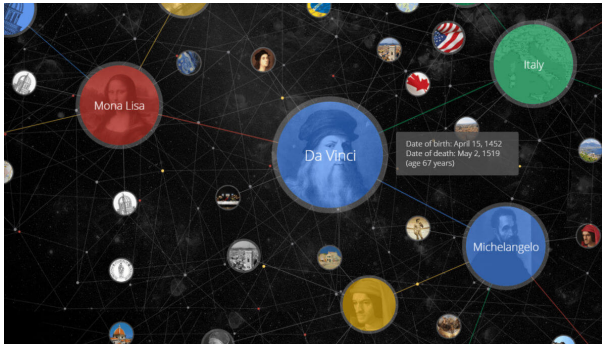 Mona Lisa
Italy
Da Vinci
Date of birth: April 15, 1452
Date of death: May 2, 1519
(age 67 years)
Michelangelo